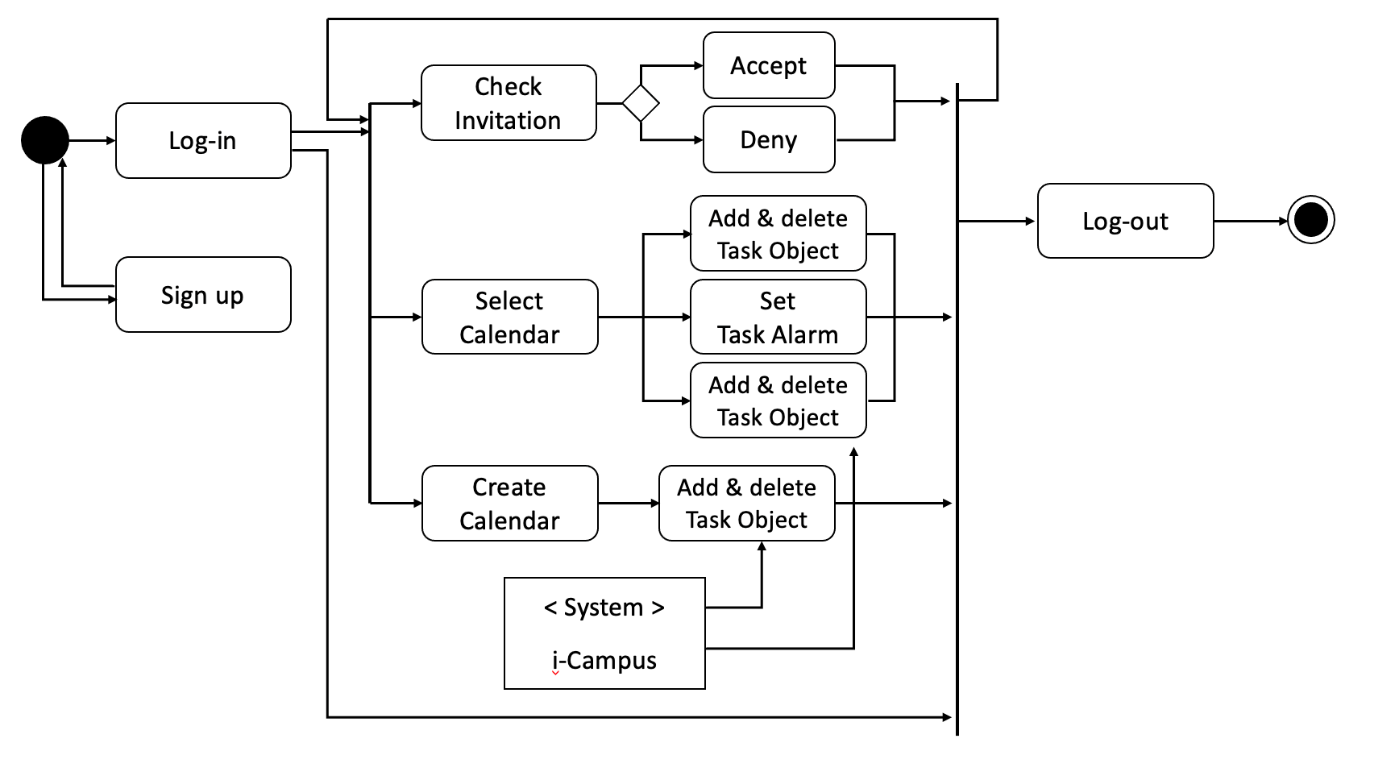 Check
Invitation
Accept
Deny
Log-in
Sign up
Add & delete
Task Object
Select
Calendar
Set
Task Alarm
Add & delete
Task Object
Create
Calendar
Add & delete
Task Object
< System >
i-Campus
Log-out